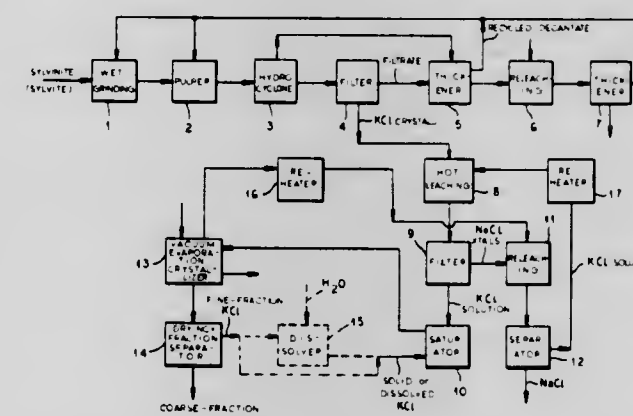 RECYCLED DECANTATE
SYLVINITE
(SYLVITE)
WET
GRINDING
1
PULPER
2
HYDRO
CYCLONE
3
FILTER
4
FILTRATE
THICK
ENER
5
RELEACH
ING
6
THICK
ENER
7
KCl CRYSTAL
RE-
HEATER
16
HOT
LEACHINGS
8
RE
HEATER
17
9
FILTER
NaCl
TALS
RELEACH
ING
11
KCl SOLU
13
VACUUM
EVAPORA-
TION
CRYSTAL-
LIZER
FINE-FRACTION
KCl
H2O
DIS-
SOLVER
15
KCl
SOLUTION
14
DRYING
FRACTION
SEPARA-
TOR
SATUR
ATOR
10
SEPAR
ATOR
12
SOLID OR
DISSOLVED
KCl
NaCl
COARSE-FRACTION